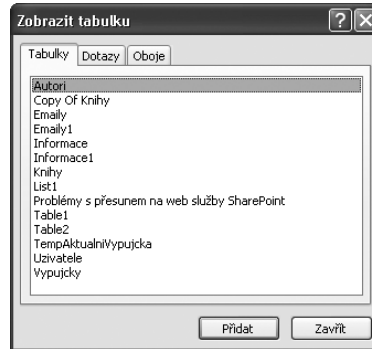 Zobrazit tabulku
Tabulky Dotazy Oboje
Autori
Copy Of Knihy
Emaily
Emaily1
Informace
Informace1
Knihy
List1
Problémy s přesunem na web služby SharePoint
Table1
Table2
TempAktualniVypujcka
Uzivatele
Vypujcky
Přidat Zavřít